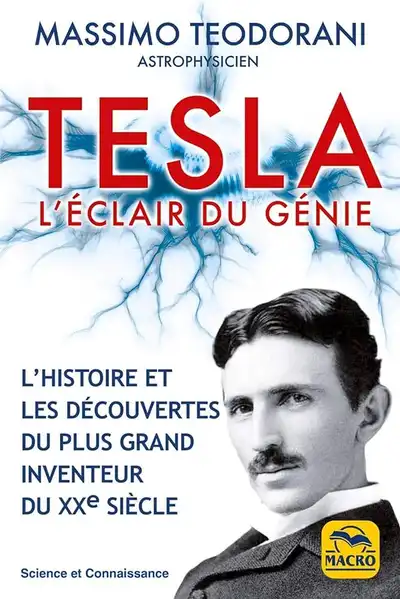 MASSIMO TEODORANI
ASTROPHYSICIEN
TESLA
L'ÉCLAIR DU GÉNIE
L'HISTOIRE ET
LES DÉCOUVERTES
DU PLUS GRAND
INVENTEUR
DU XXe SIÈCLE
MACRO
Science et Connaissance